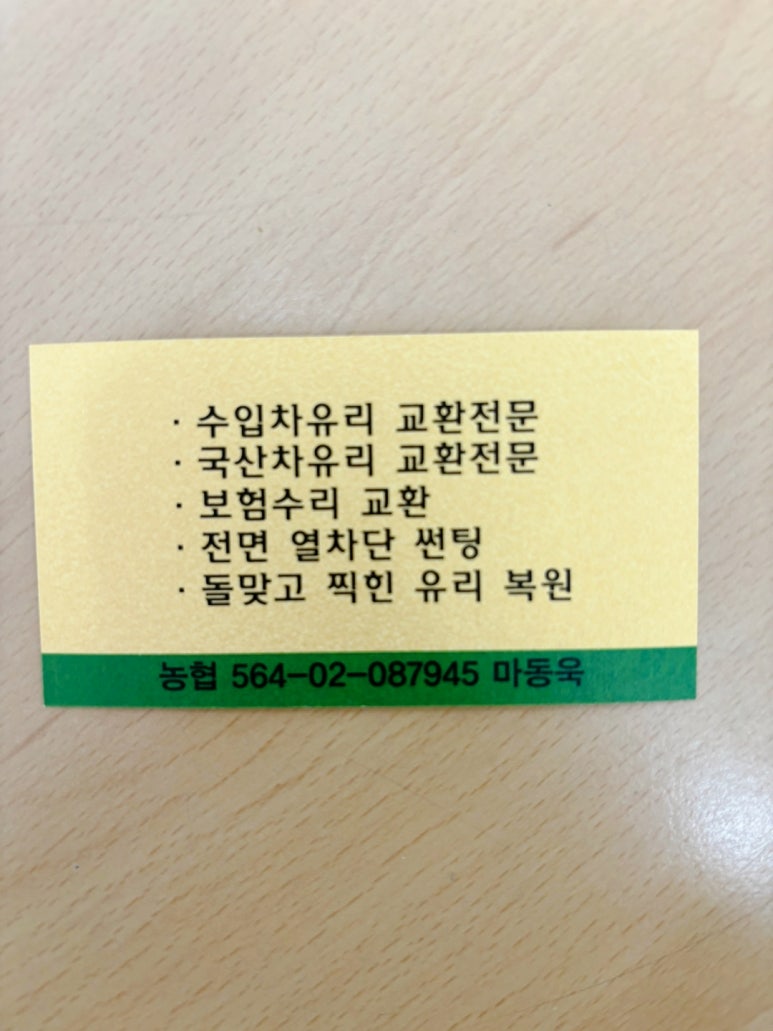 · 수입차유리 교환전문
· 국산차유리 교환전문
· 보험수리 교환
· 전면 열차단 썬팅
· 돌맞고 찍힌 유리 복원
농협 564-02-087945 마동욱